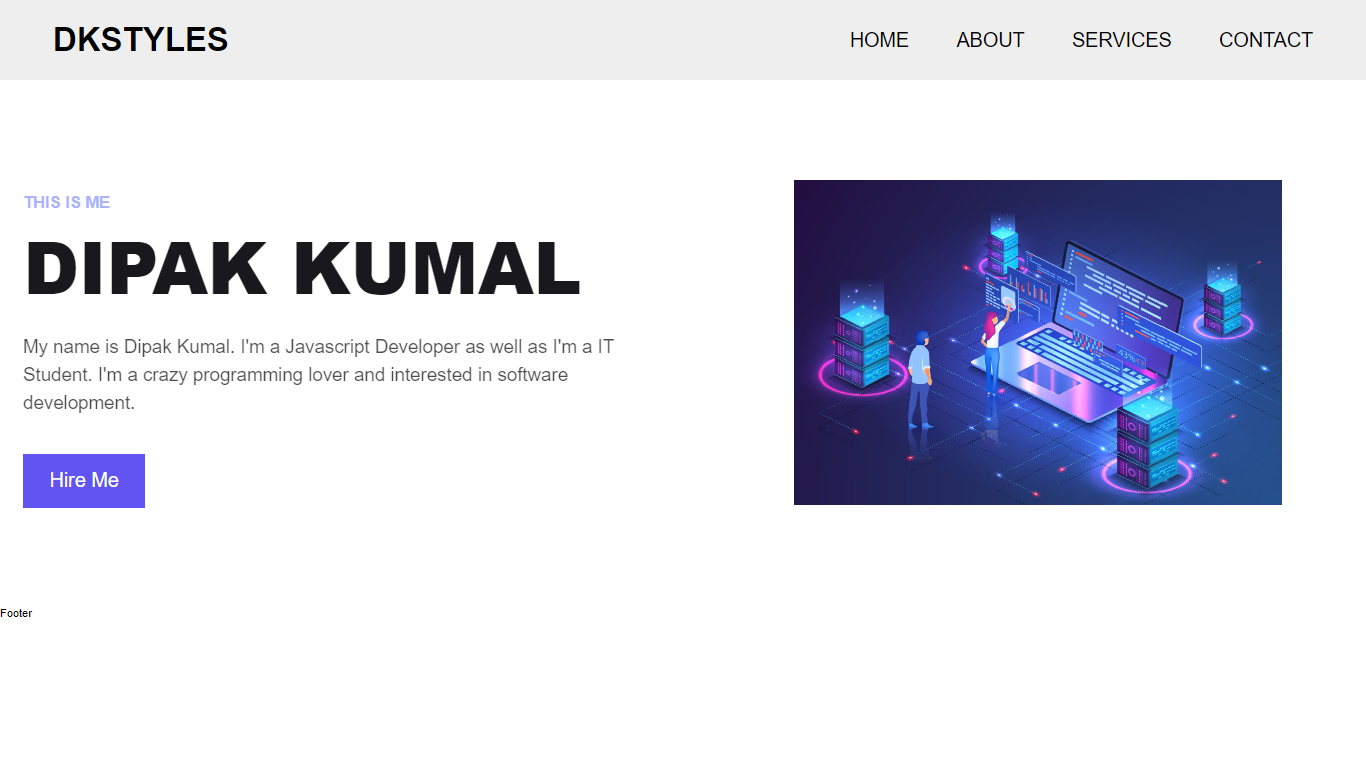 DKSTYLES
HOME ABOUT SERVICES CONTACT
THIS IS ME
DIPAK KUMAL
My name is Dipak Kumal. I'm a Javascript Developer as well as I'm a IT
Student. I'm a crazy programming lover and interested in software
development.
Hire Me
43%<>
Footer